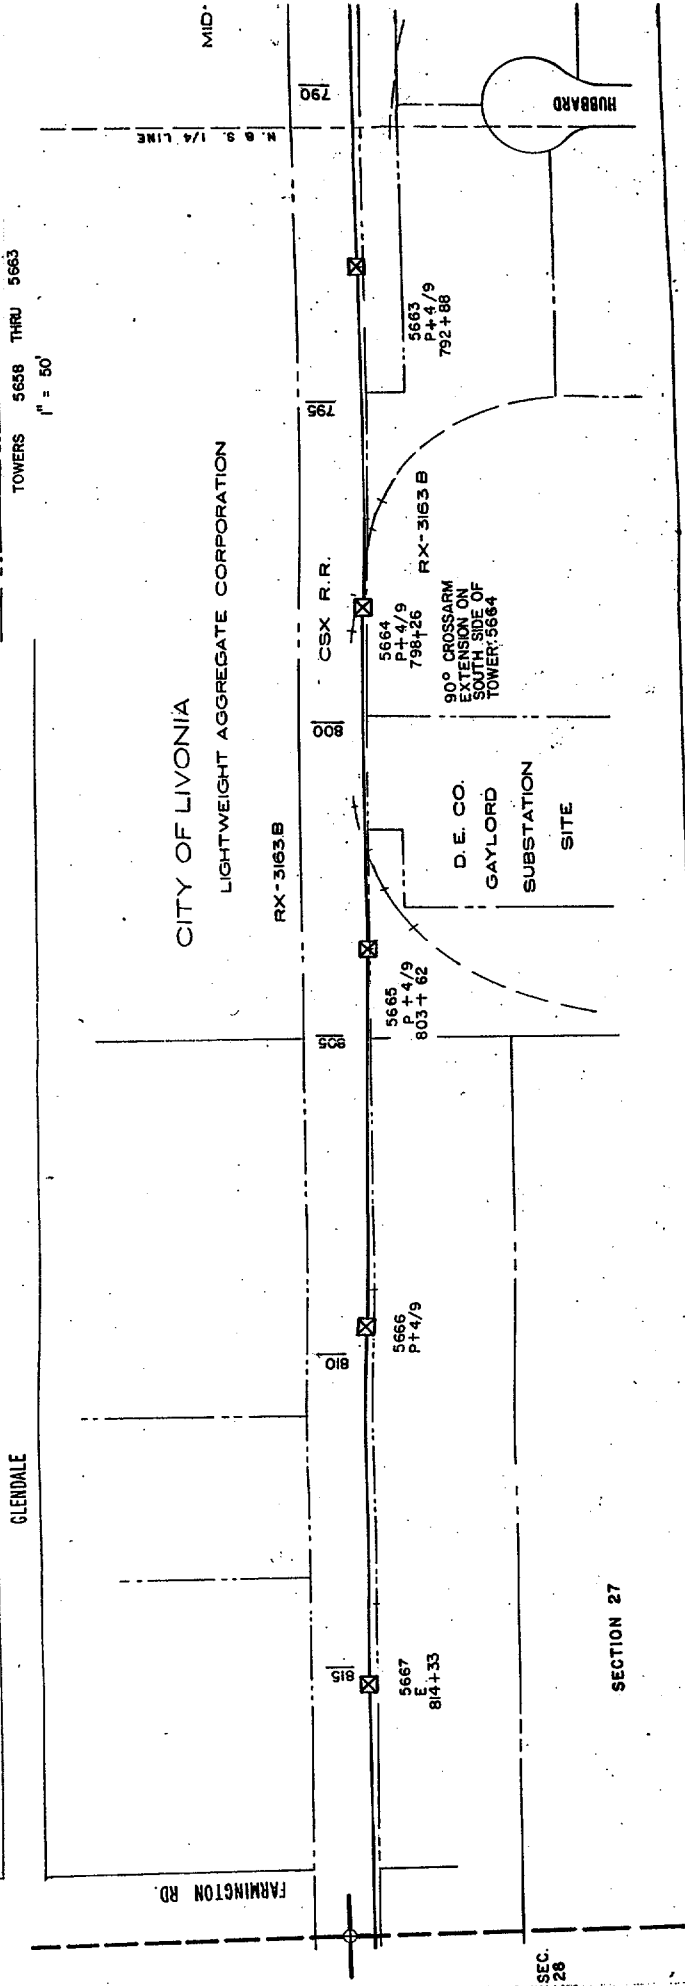 TOWERS 5658 THRU 5663
1" = 50'
GLENDALE
MID-
CITY OF LIVONIA
LIGHTWEIGHT AGGREGATE CORPORATION
RX-3163.B
CSX R.R.
N. & S. 1/4 LINE
FARMINGTON RD.
815
810
805
800
795
790
5667
E
814+33
5666
P+4/9
5665
P+4/9
803+62
5664
P+4/9
798+26
RX-3163B
90° CROSSARM
EXTENSION ON
SOUTH SIDE OF
TOWER 5664
5663
P+4/9
792+88
D. E. CO.
GAYLORD
SUBSTATION
SITE
HUBBARD
SECTION 27
SEC.
28